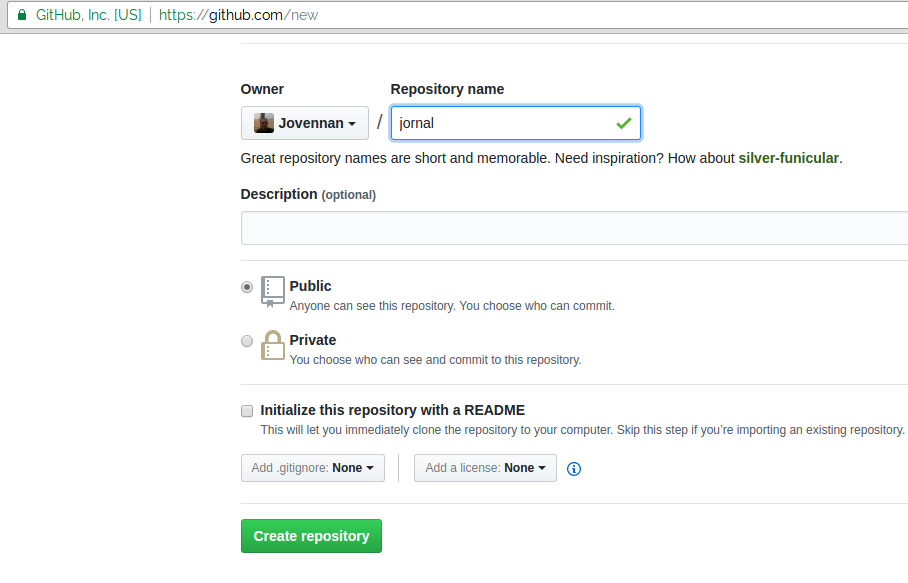 GitHub, Inc. [US] https://github.com/new
Owner Repository name
Jovennan / jornal
Great repository names are short and memorable. Need inspiration? How about silver-funicular.
Description (optional)
Public
Anyone can see this repository. You choose who can commit.
Private
You choose who can see and commit to this repository.
Initialize this repository with a README
This will let you immediately clone the repository to your computer. Skip this step if you’re importing an existing repository.
Add .gitignore: None Add a license: None
Create repository